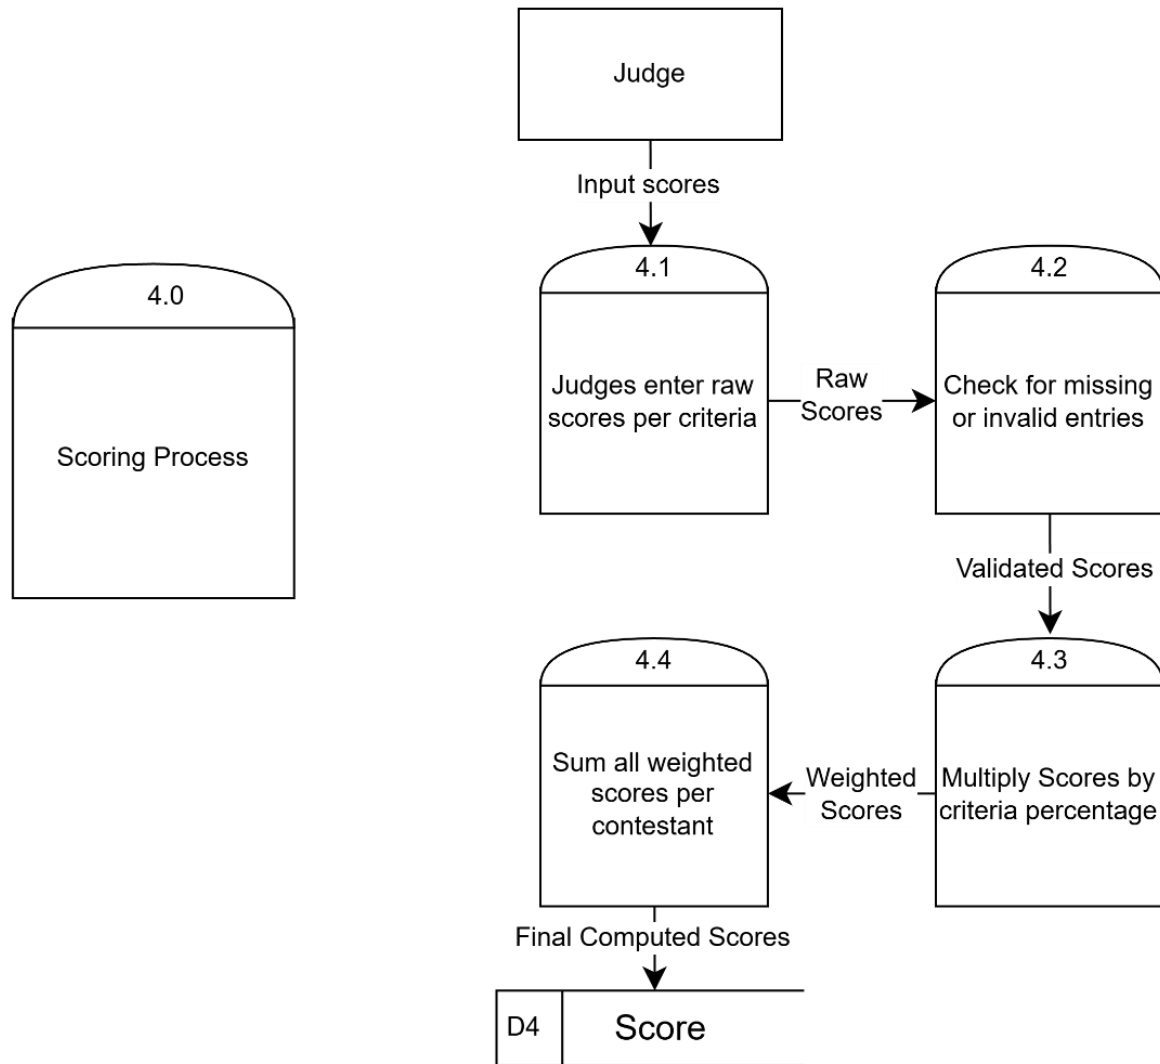 Judge
Input scores
4.0
Scoring Process
4.1
Judges enter raw
scores per criteria
Raw
Scores
4.2
Check for missing
or invalid entries
Validated Scores
4.3
Multiply Scores by
criteria percentage
Weighted
Scores
4.4
Sum all weighted
scores per
contestant
Final Computed Scores
D4
Score